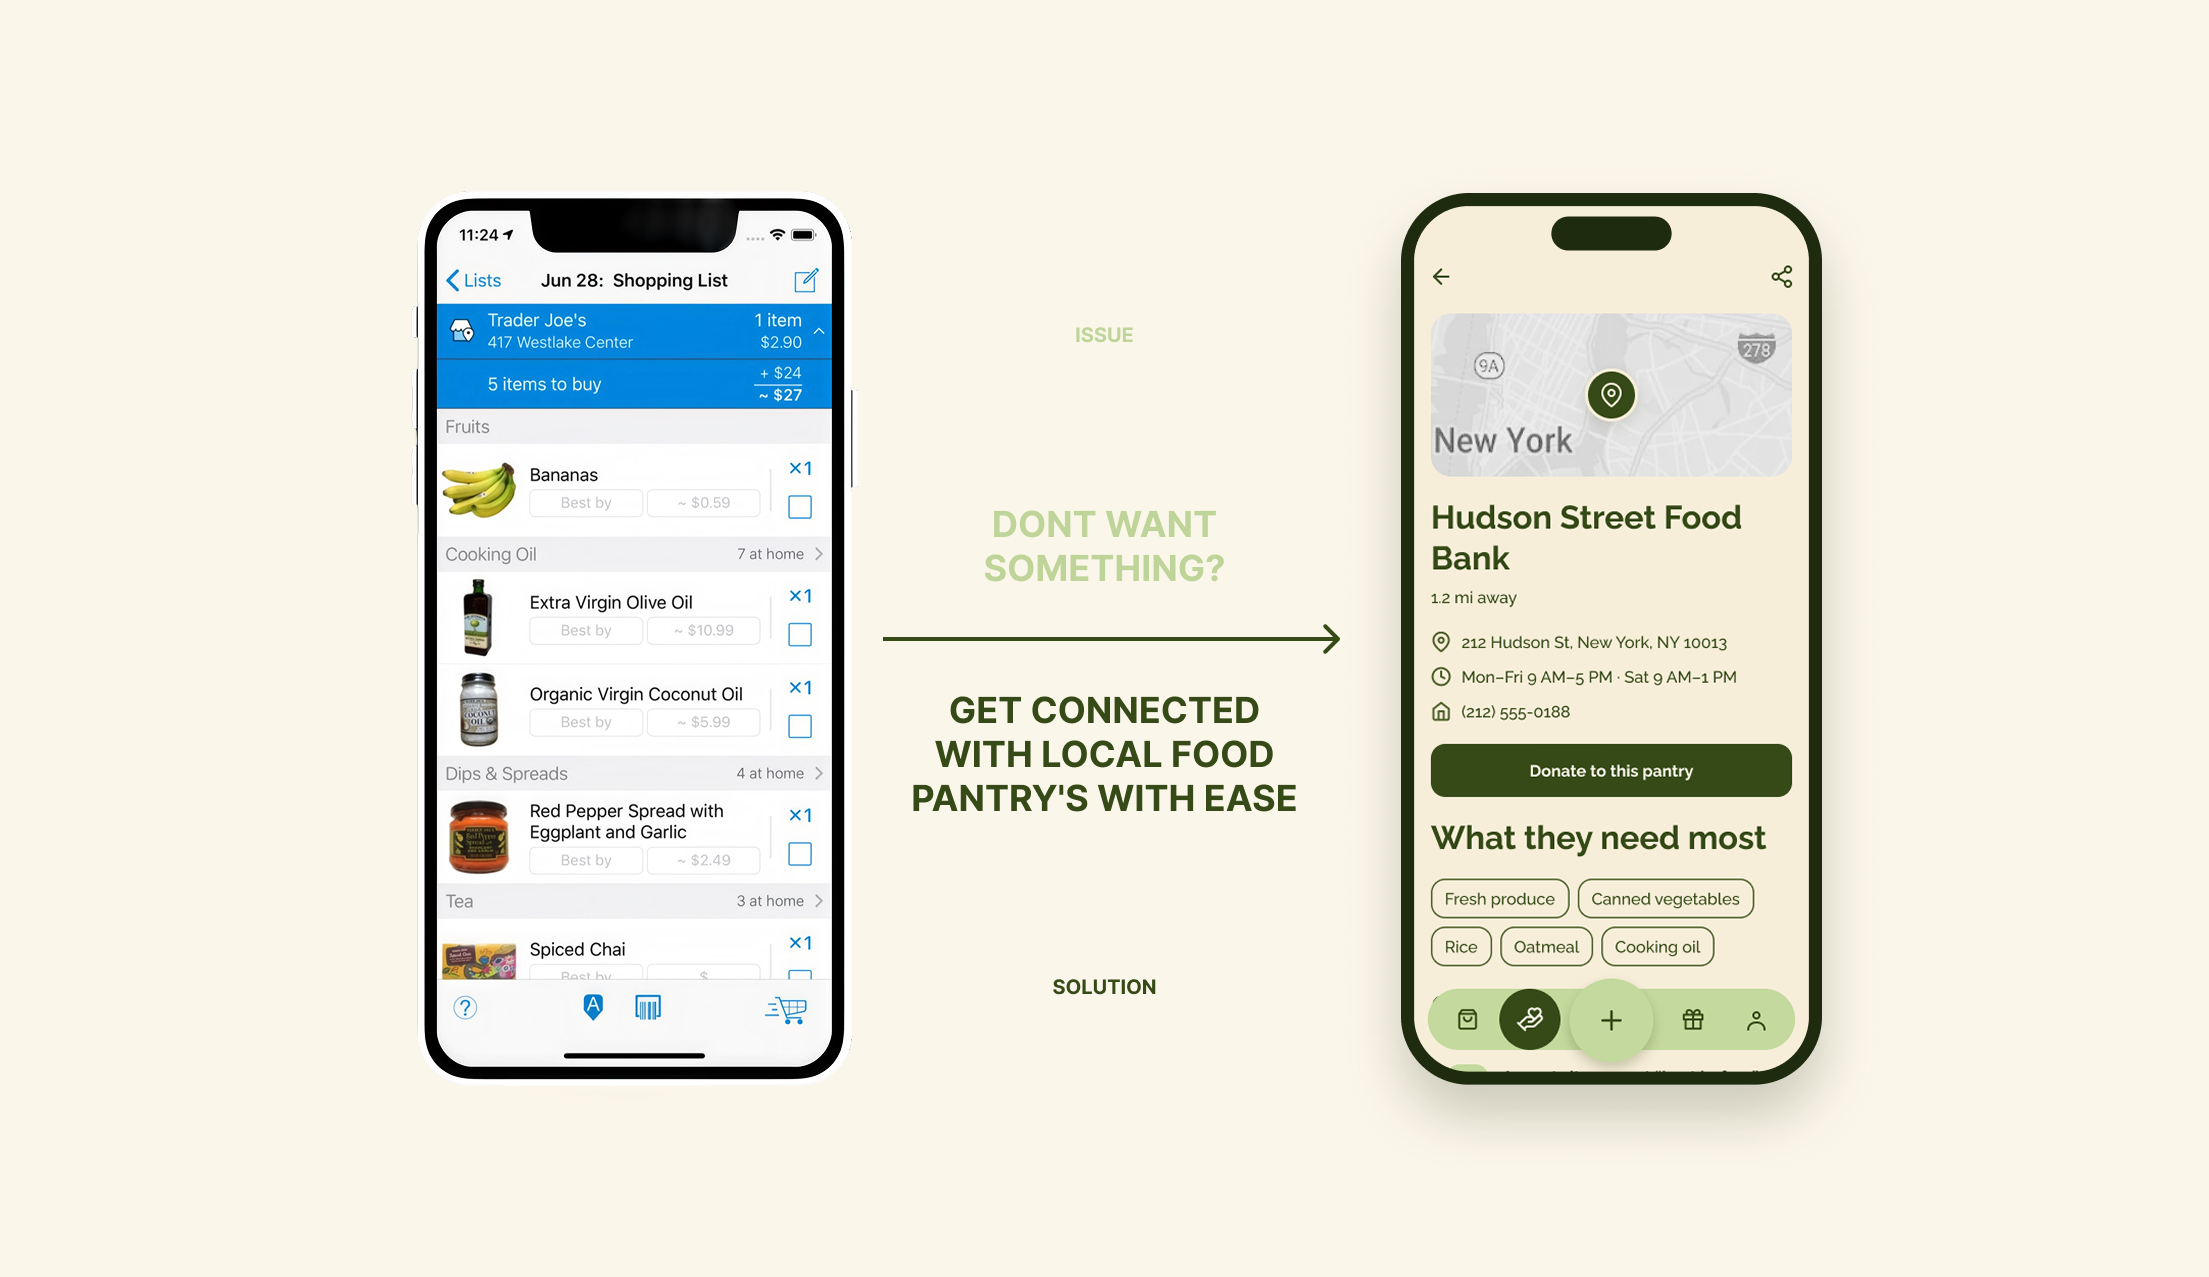 11:24
Lists
Jun 28: Shopping List
Trader Joe's
1 item
417 Westlake Center
$2.90
5 items to buy
+ $24
~ $27
Fruits
Bananas
×1
Best by
~ $0.59
Cooking Oil
7 at home
Extra Virgin Olive Oil
×1
Best by
~ $10.99
Organic Virgin Coconut Oil
×1
Best by
~ $5.99
COCONUT
OIL
Dips & Spreads
4 at home
Red Pepper Spread with
Eggplant and Garlic
×1
Best by
~ $2.49
Red Pepper
Spread
Tea
3 at home
Spiced Chai
×1
Best by
$
?
A
ISSUE
DONT WANT
SOMETHING?
GET CONNECTED
WITH LOCAL FOOD
PANTRY'S WITH EASE
SOLUTION
9A
278
New York
Hudson Street Food
Bank
1.2 mi away
212 Hudson St, New York, NY 10013
Mon–Fri 9 AM–5 PM · Sat 9 AM–1 PM
(212) 555-0188
Donate to this pantry
What they need most
Fresh produce
Canned vegetables
Rice
Oatmeal
Cooking oil